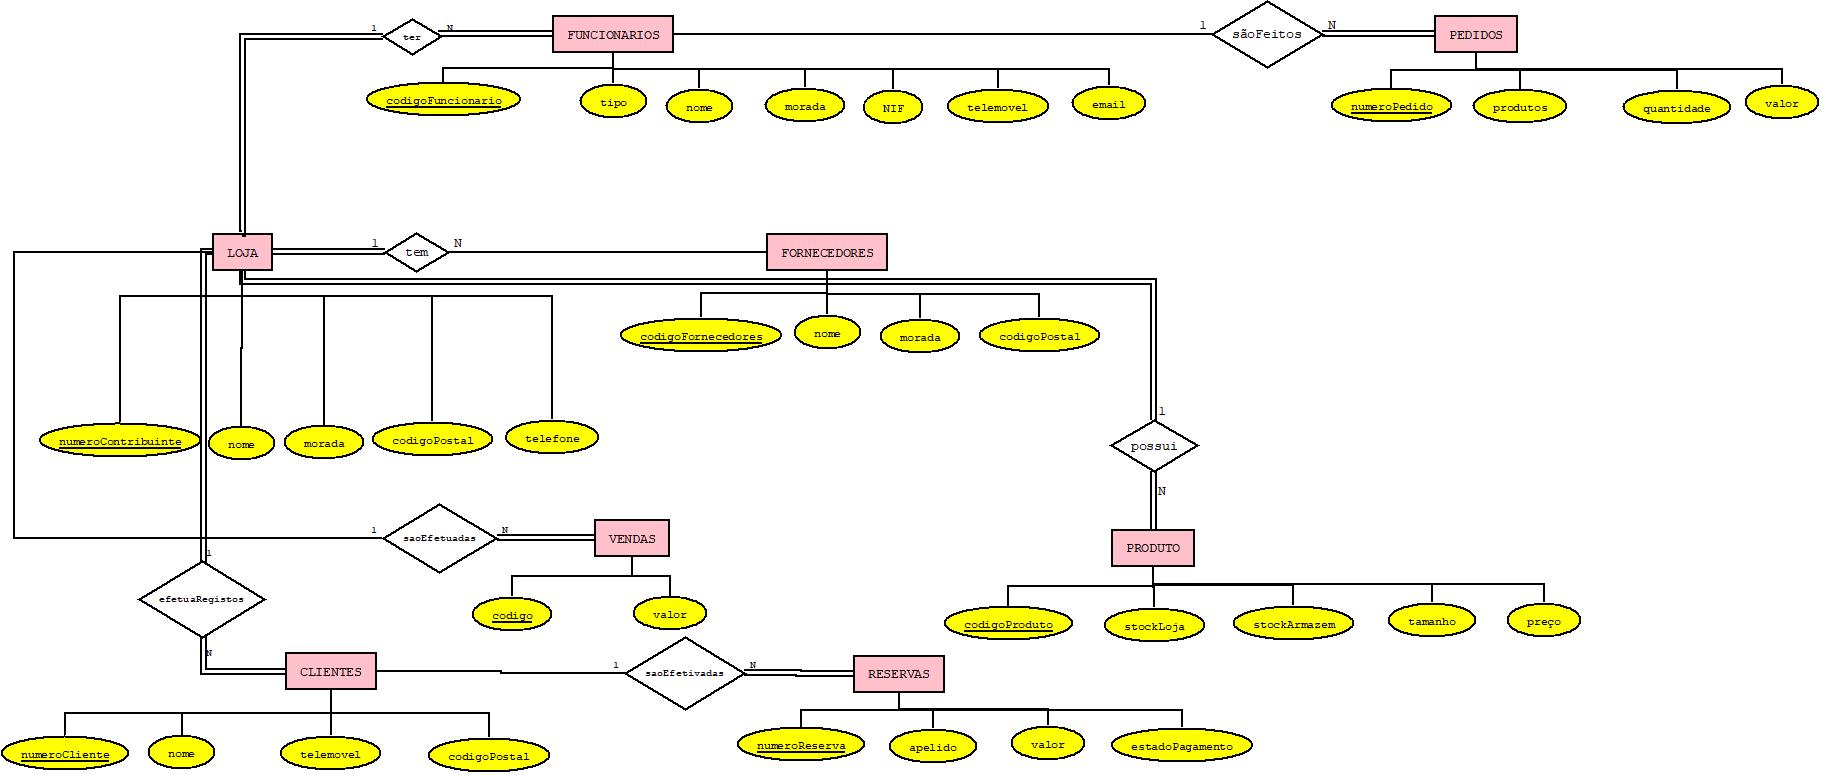 1 ter N FUNCIONARIOS 1 sãoFeitos N PEDIDOS
codigoFuncionario tipo nome morada NIF telemovel email numeroPedido produtos quantidade valor
LOJA 1 tem N FORNECEDORES
codigoFornecedores nome morada codigoPostal
numeroContribuinte nome morada codigoPostal telefone
1
possui
N
1 saoEfetuadas N VENDAS PRODUTO
1
efetuaRegistos
codigo valor codigoProduto stockLoja stockArmazem tamanho preço
N
CLIENTES 1 saoEfetivadas N RESERVAS
numeroCliente nome telemovel codigoPostal numeroReserva apelido valor estadoPagamento